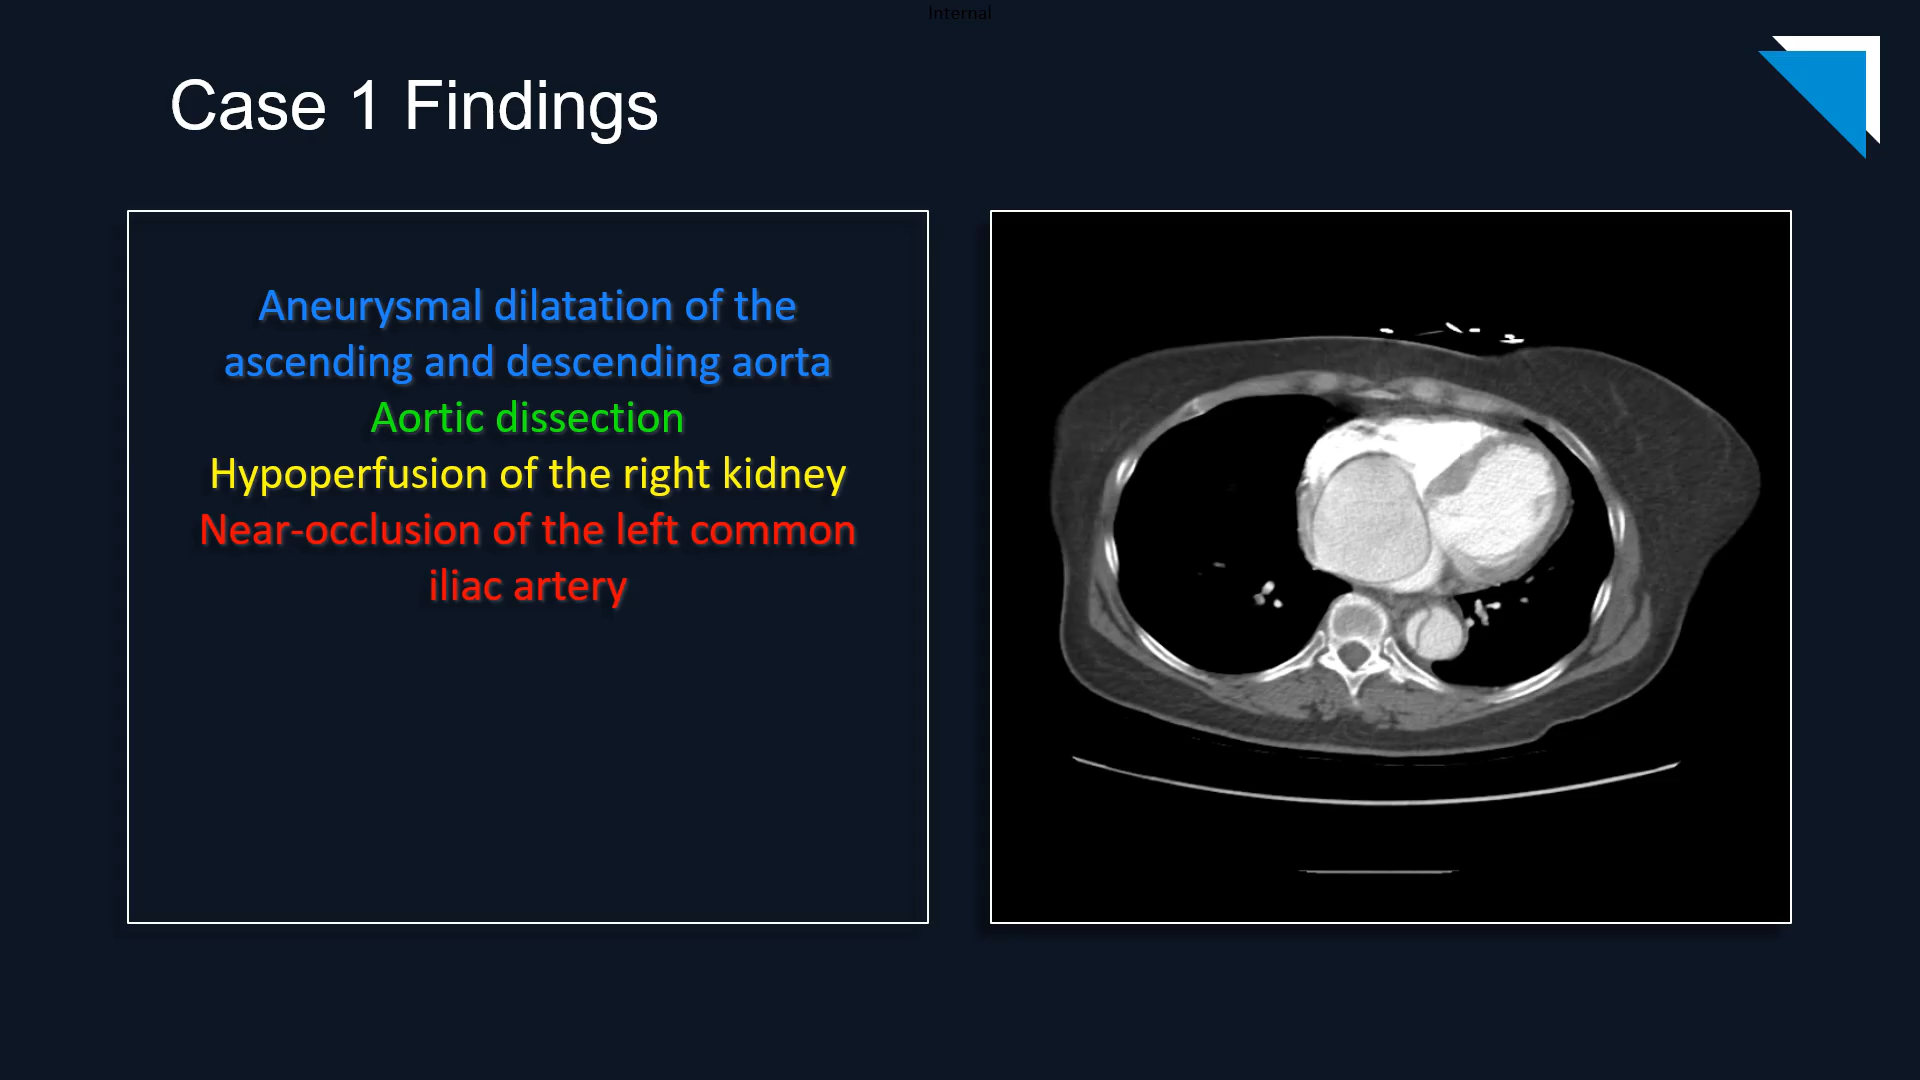 Internal
Case 1 Findings
Aneurysmal dilatation of the
ascending and descending aorta
Aortic dissection
Hypoperfusion of the right kidney
Near-occlusion of the left common
iliac artery